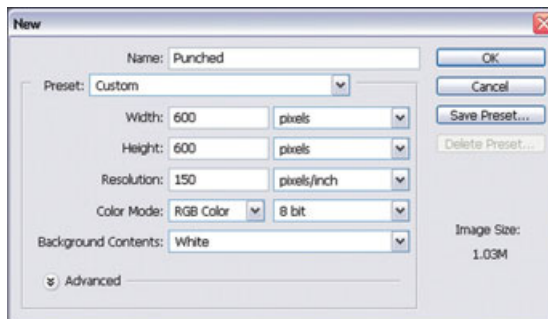 New
Name: Punched
OK
Preset: Custom
Cancel
Width: 600 pixels
Save Preset...
Height: 600 pixels
Delete Preset...
Resolution: 150 pixels/inch
Color Mode: RGB Color 8 bit
Image Size:
Background Contents: White
1.03M
Advanced